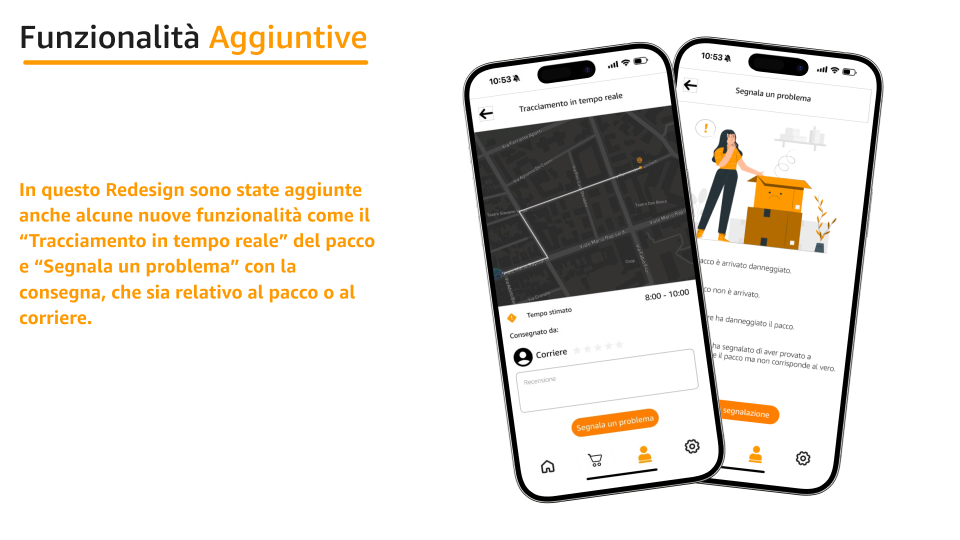 Funzionalità Aggiuntive
In questo Redesign sono state aggiunte
anche alcune nuove funzionalità come il
“Tracciamento in tempo reale” del pacco
e “Segnala un problema” con la
consegna, che sia relativo al pacco o al
corriere.
10:53
Tracciamento in tempo reale
Tempo stimato
8:00 - 10:00
Consegnato da:
Corriere
Recensione
Segnala un problema
10:53
Segnala un problema
!
acco è arrivato danneggiato.
co non è arrivato.
re ha danneggiato il pacco.
ha segnalato di aver provato a
e il pacco ma non corrisponde al vero.
segnalazione